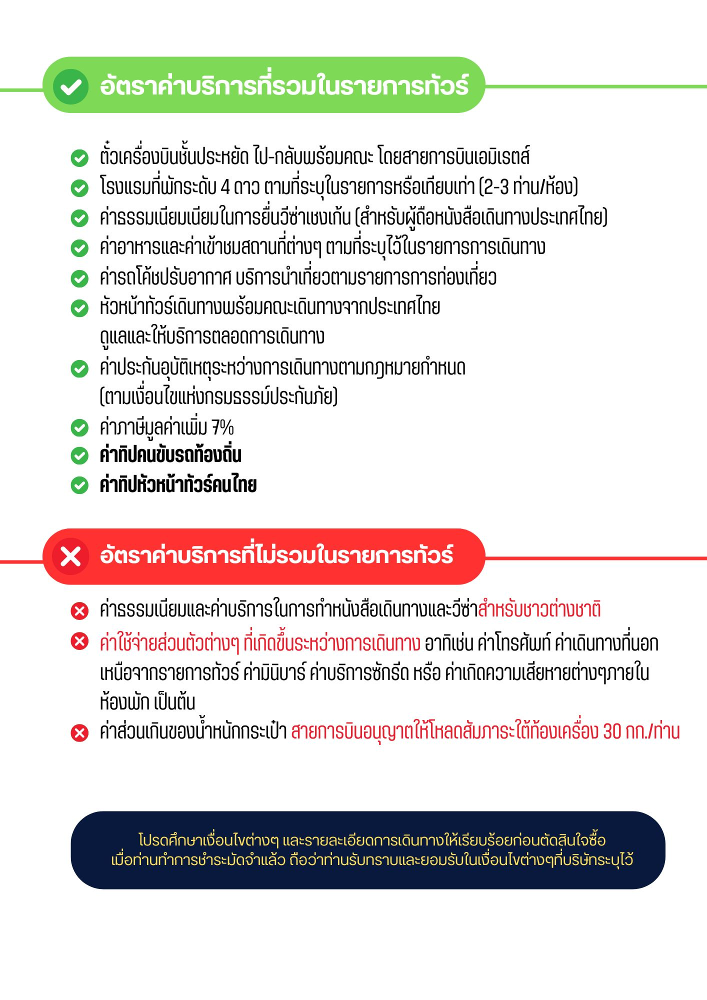 อัตราค่าบริการที่รวมในรายการทัวร์
ตั๋วเครื่องบินชั้นประหยัด ไป-กลับพร้อมคณะ โดยสายการบินเอมิเรตส์
โรงแรมที่พักระดับ 4 ดาว ตามที่ระบุในรายการหรือเทียบเท่า (2-3 ท่าน/ห้อง)
ค่าธรรมเนียมเนียมในการยื่นวีซ่าเชงเก้น (สำหรับผู้ถือหนังสือเดินทางประเทศไทย)
ค่าอาหารและค่าเข้าชมสถานที่ต่างๆ ตามที่ระบุไว้ในรายการการเดินทาง
ค่ารถโค้ชปรับอากาศ บริการนำเที่ยวตามรายการการท่องเที่ยว
หัวหน้าทัวร์เดินทางพร้อมคณะเดินทางจากประเทศไทย
ดูแลและให้บริการตลอดการเดินทาง
ค่าประกันอุบัติเหตุระหว่างการเดินทางตามกฎหมายกำหนด
(ตามเงื่อนไขแห่งกรมธรรม์ประกันภัย)
ค่าภาษีมูลค่าเพิ่ม 7%
ค่าทิปคนขับรถท้องถิ่น
ค่าทิปหัวหน้าทัวร์คนไทย
อัตราค่าบริการที่ไม่รวมในรายการทัวร์
ค่าธรรมเนียมและค่าบริการในการทำหนังสือเดินทางและวีซ่าสำหรับชาวต่างชาติ
ค่าใช้จ่ายส่วนตัวต่างๆ ที่เกิดขึ้นระหว่างการเดินทาง อาทิเช่น ค่าโทรศัพท์ ค่าเดินทางที่นอก
เหนือจากรายการทัวร์ ค่ามินิบาร์ ค่าบริการซักรีด หรือ ค่าเกิดความเสียหายต่างๆภายใน
ห้องพัก เป็นต้น
ค่าส่วนเกินของน้ำหนักกระเป๋า สายการบินอนุญาตให้โหลดสัมภาระใต้ท้องเครื่อง 30 กก./ท่าน
โปรดศึกษาเงื่อนไขต่างๆ และรายละเอียดการเดินทางให้เรียบร้อยก่อนตัดสินใจซื้อ
เมื่อท่านทำการชำระมัดจำแล้ว ถือว่าท่านรับทราบและยอมรับในเงื่อนไขต่างๆที่บริษัทระบุไว้